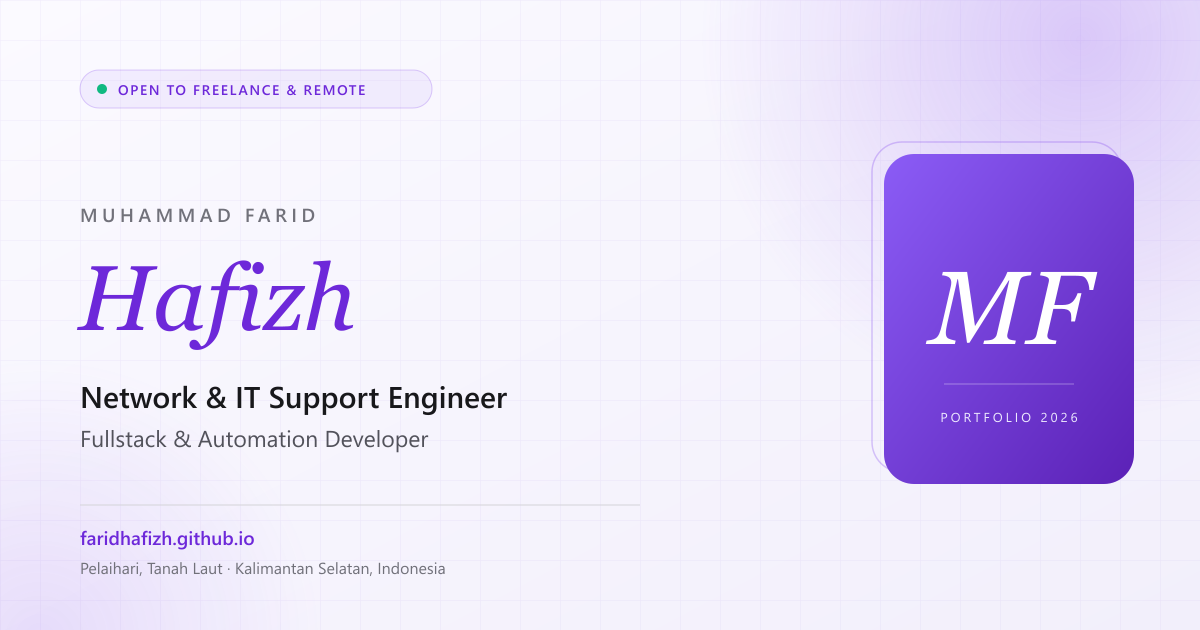 OPEN TO FREELANCE & REMOTE
MUHAMMAD FARID
Hafizh
Network & IT Support Engineer
Fullstack & Automation Developer
faridhafizh.github.io
Pelaihari, Tanah Laut · Kalimantan Selatan, Indonesia
MF
PORTFOLIO 2026